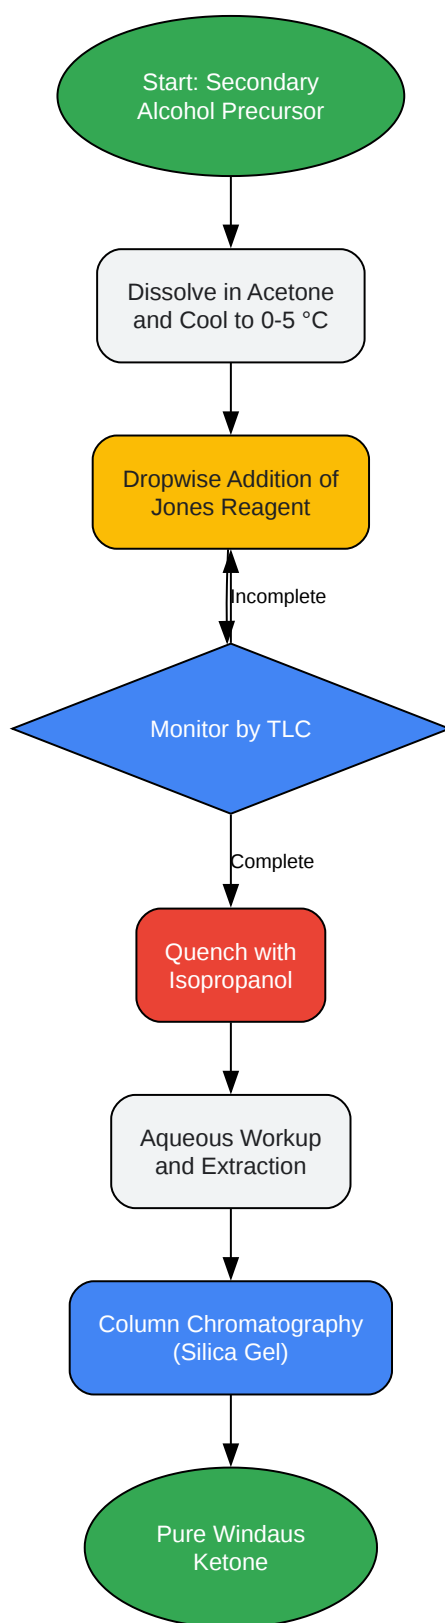 Start: Secondary
Alcohol Precursor
Dissolve in Acetone
and Cool to 0-5 °C
Dropwise Addition of
Jones Reagent
Incomplete
Monitor by TLC
Complete
Quench with
Isopropanol
Aqueous Workup
and Extraction
Column Chromatography
(Silica Gel)
Pure Windaus
Ketone